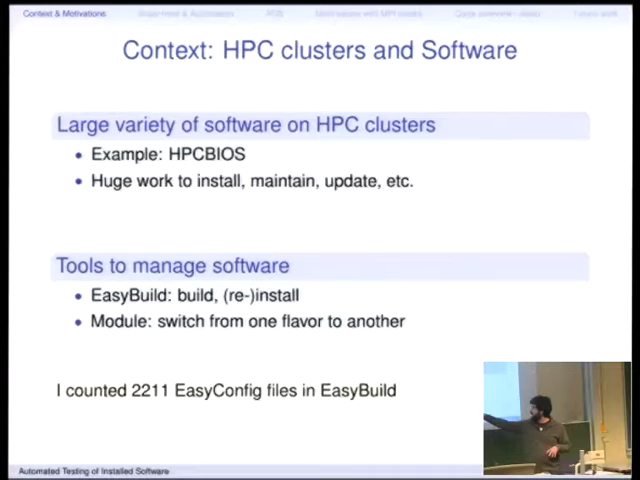 Context & Motivations
Context: HPC clusters and Software
Large variety of software on HPC clusters
Example: HPCBIOS
Huge work to install, maintain, update, etc.
Tools to manage software
EasyBuild: build, (re-)install
Module: switch from one flavor to another
I counted 2211 EasyConfig files in EasyBuild
Automated Testing of Installed Software